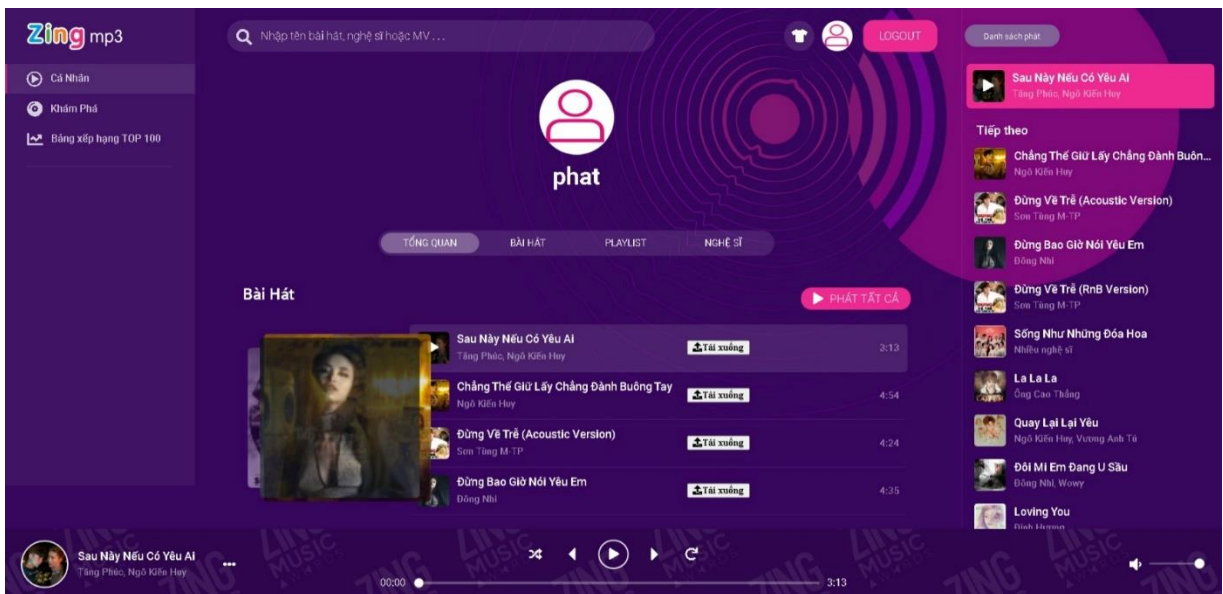 Zing mp3
Cá Nhân
Khám Phá
Bảng xếp hạng TOP 100
Nhập tên bài hát, nghệ sĩ hoặc MV . . .
LOGOUT
phat
TỔNG QUAN
BÀI HÁT
PLAYLIST
NGHỆ SĨ
Bài Hát
PHÁT TẤT CẢ
Sau Này Nếu Có Yêu Ai
Tăng Phúc, Ngô Kiến Huy
Tải xuống
3:13
Chẳng Thể Giữ Lấy Chẳng Đành Buông Tay
Ngô Kiến Huy
Tải xuống
4:54
Đừng Về Trễ (Acoustic Version)
Sơn Tùng M-TP
Tải xuống
4:24
Đừng Bao Giờ Nói Yêu Em
Đông Nhi
Tải xuống
4:35
Danh sách phát
Sau Này Nếu Có Yêu Ai
Tăng Phúc, Ngô Kiến Huy
Tiếp theo
Chẳng Thể Giữ Lấy Chẳng Đành Buôn...
Ngô Kiến Huy
Đừng Về Trễ (Acoustic Version)
Sơn Tùng M-TP
Đừng Bao Giờ Nói Yêu Em
Đông Nhi
Đừng Về Trễ (RnB Version)
Sơn Tùng M-TP
Sống Như Những Đóa Hoa
Nhiều nghệ sĩ
La La La
Ông Cao Thắng
Quay Lại Lại Yêu
Ngô Kiến Huy, Vương Anh Tú
Đôi Mi Em Đang U Sầu
Đông Nhi, Wowy
Loving You
Đinh Hương
Sau Này Nếu Có Yêu Ai
Tăng Phúc, Ngô Kiến Huy
00:00
3:13
ZING
MUSIC